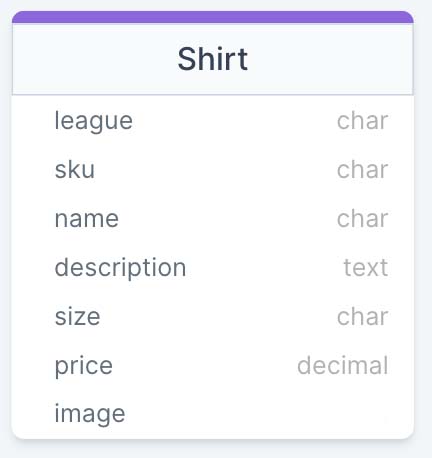 Shirt
league char
sku char
name char
description text
size char
price decimal
image